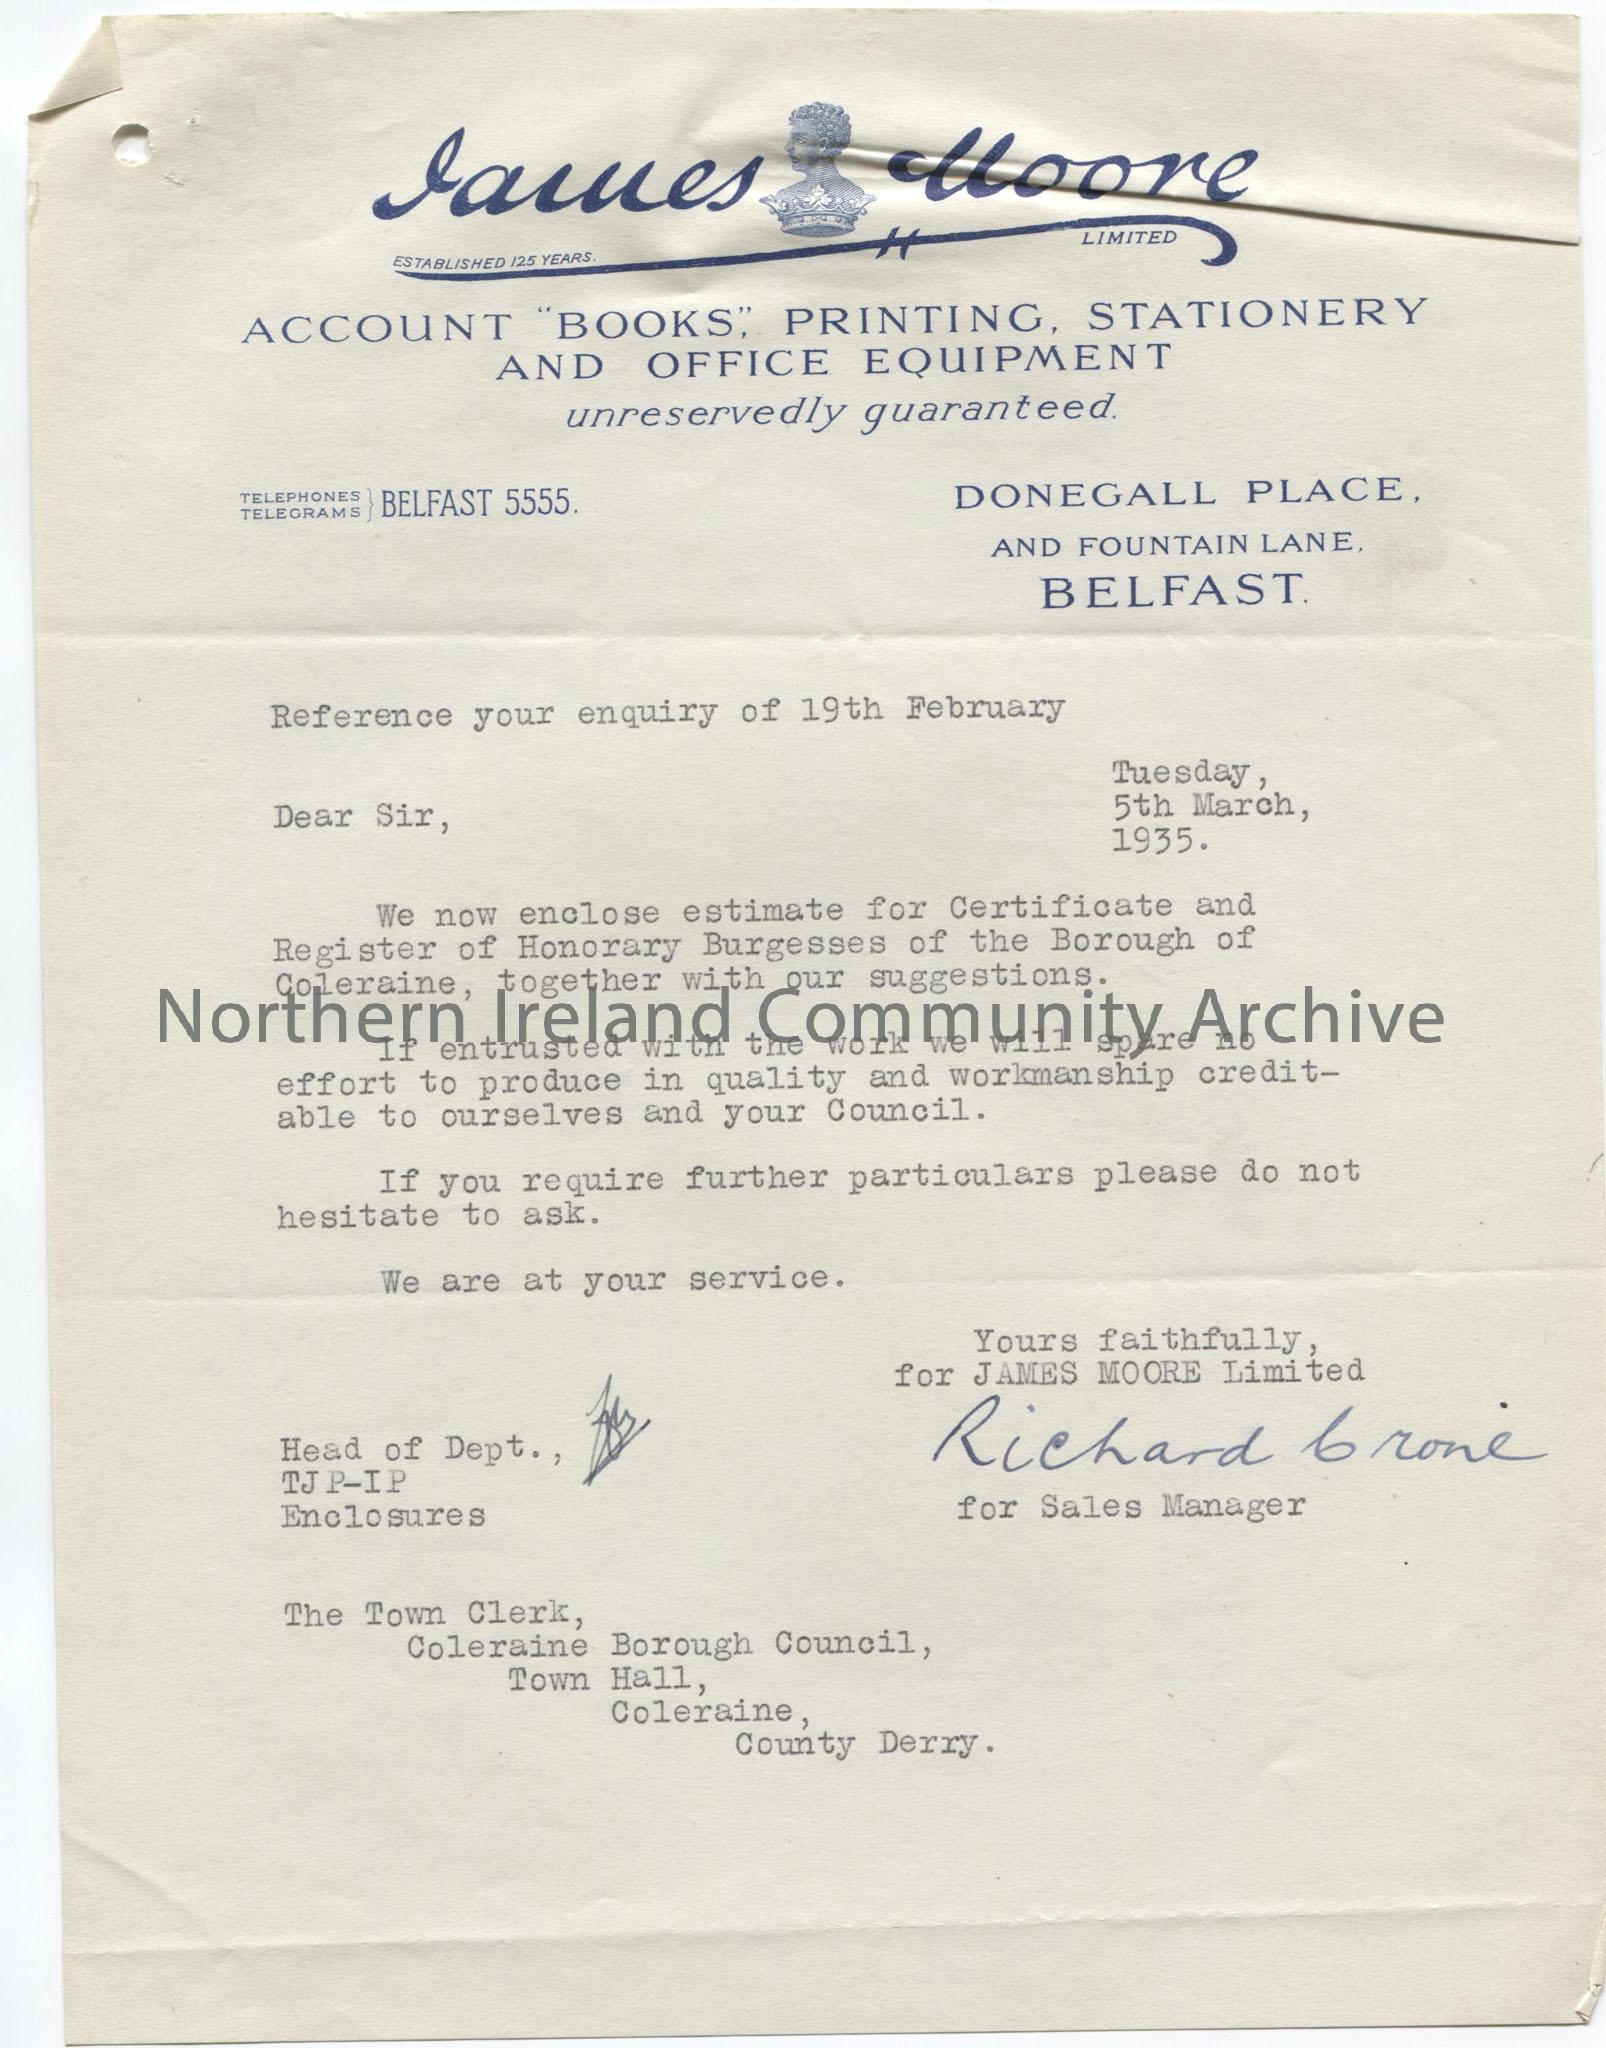 James Moore
ESTABLISHED 125 YEARS.
LIMITED
ACCOUNT "BOOKS," PRINTING, STATIONERY
AND OFFICE EQUIPMENT
unreservedly guaranteed.
TELEPHONES
TELEGRAMS } BELFAST 5555.
DONEGALL PLACE,
AND FOUNTAIN LANE,
BELFAST.
Reference your enquiry of 19th February
Tuesday,
5th March,
1935.
Dear Sir,
We now enclose estimate for Certificate and
Register of Honorary Burgesses of the Borough of
Coleraine, together with our suggestions.
Northern Ireland Community Archive
If entrusted with the work we will spare no
effort to produce in quality and workmanship credit-
able to ourselves and your Council.
If you require further particulars please do not
hesitate to ask.
We are at your service.
Yours faithfully,
for JAMES MOORE Limited
Richard Crone
for Sales Manager
Head of Dept.,
TJP-IP
Enclosures
The Town Clerk,
Coleraine Borough Council,
Town Hall,
Coleraine,
County Derry.